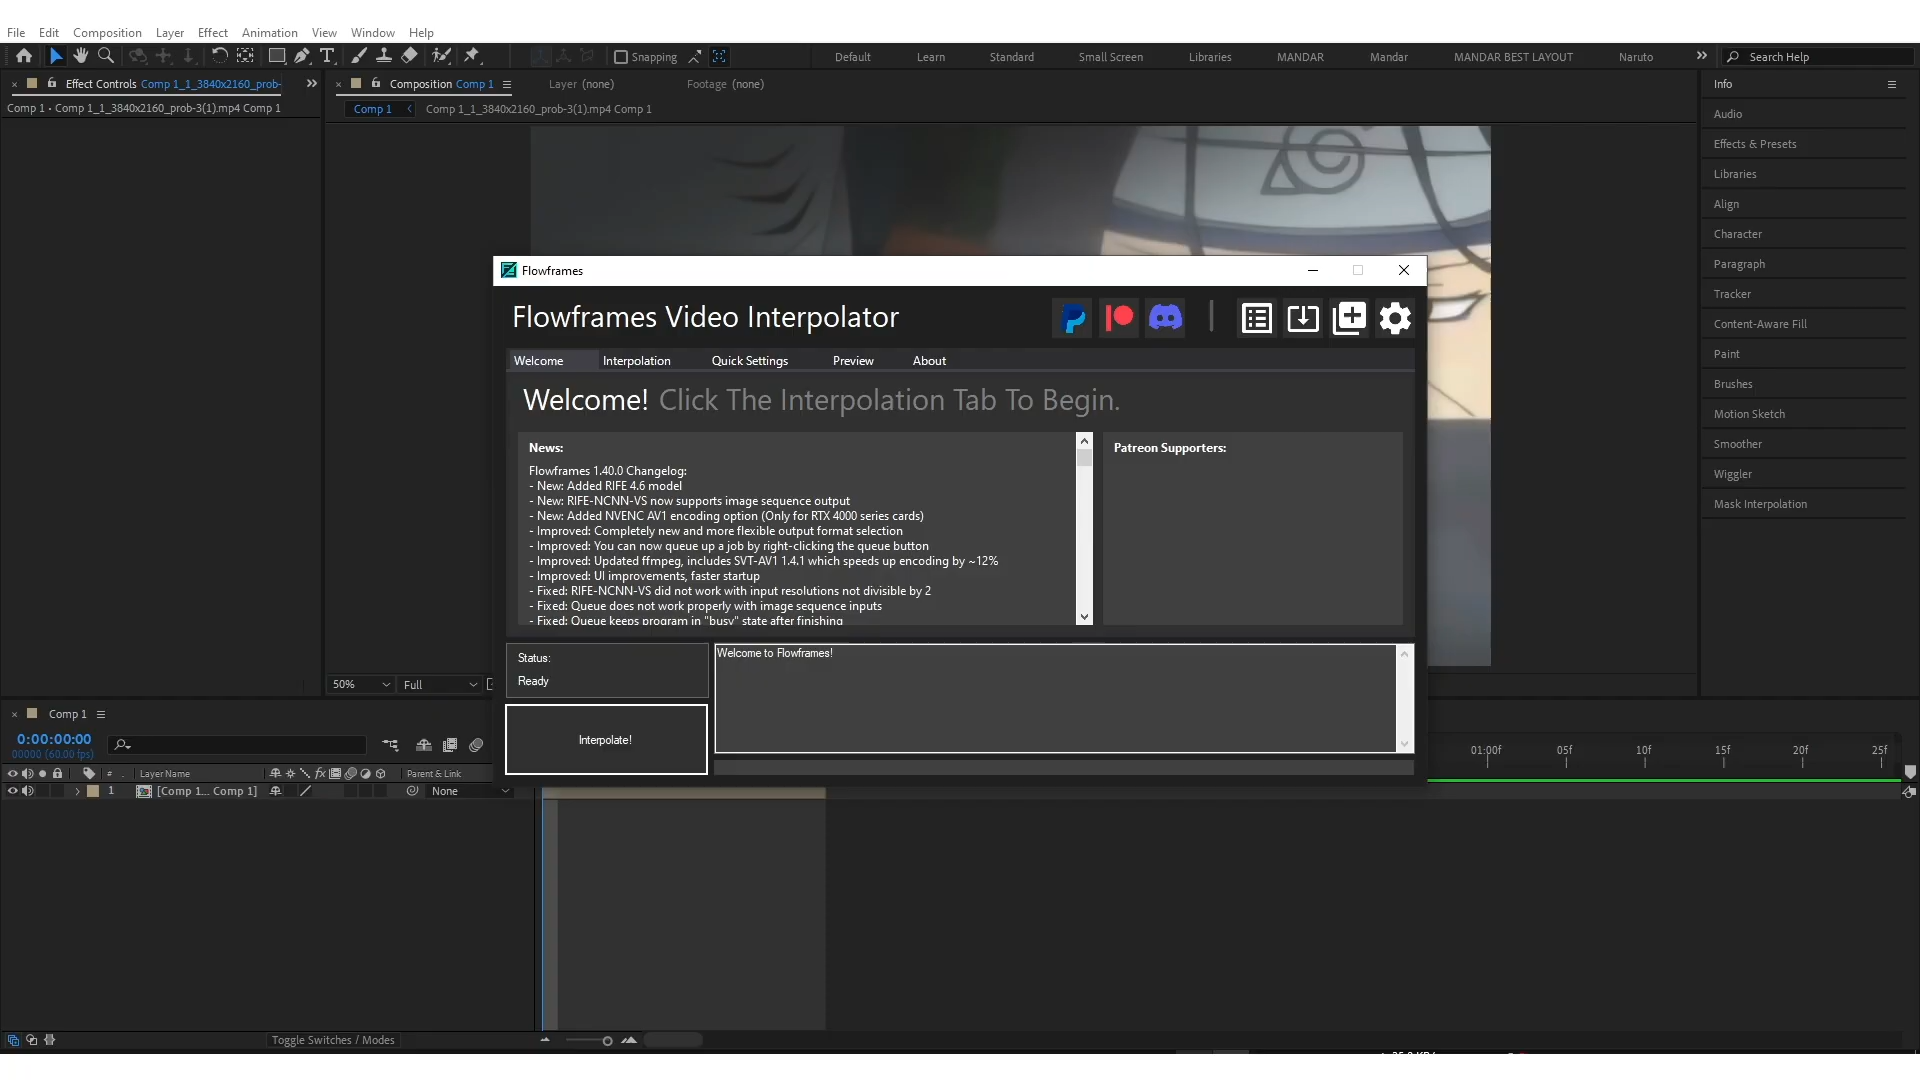 File Edit Composition Layer Effect Animation View Window Help
Snapping Default Learn Standard Small Screen Libraries MANDAR Mandar MANDAR BEST LAYOUT Naruto Search Help
Effect Controls Comp 1_1_3840x2160_prob-
Comp 1 • Comp 1_1_3840x2160_prob-3(1).mp4 Comp 1
Composition Comp 1 Layer (none) Footage (none)
Comp 1 Comp 1_1_3840x2160_prob-3(1).mp4 Comp 1
Info
Audio
Effects & Presets
Libraries
Align
Character
Paragraph
Tracker
Content-Aware Fill
Paint
Brushes
Motion Sketch
Smoother
Wiggler
Mask Interpolation
Flowframes
Flowframes Video Interpolator
Welcome Interpolation Quick Settings Preview About
Welcome! Click The Interpolation Tab To Begin.
News:
Flowframes 1.40.0 Changelog:
- New: Added RIFE 4.6 model
- New: RIFE-NCNN-VS now supports image sequence output
- New: Added NVENC AV1 encoding option (Only for RTX 4000 series cards)
- Improved: Completely new and more flexible output format selection
- Improved: You can now queue up a job by right-clicking the queue button
- Improved: Updated ffmpeg, includes SVT-AV1 1.4.1 which speeds up encoding by ~12%
- Improved: UI improvements, faster startup
- Fixed: RIFE-NCNN-VS did not work with input resolutions not divisible by 2
- Fixed: Queue does not work properly with image sequence inputs
- Fixed: Queue keeps program in "busy" state after finishing
Patreon Supporters:
Status:
Ready
Interpolate!
Welcome to Flowframes!
50% Full
Comp 1
0:00:00:00
00000 (60.00 fps)
# Layer Name fx Parent & Link
1 [Comp 1... Comp 1] None
01:00f 05f 10f 15f 20f 25f
Toggle Switches / Modes